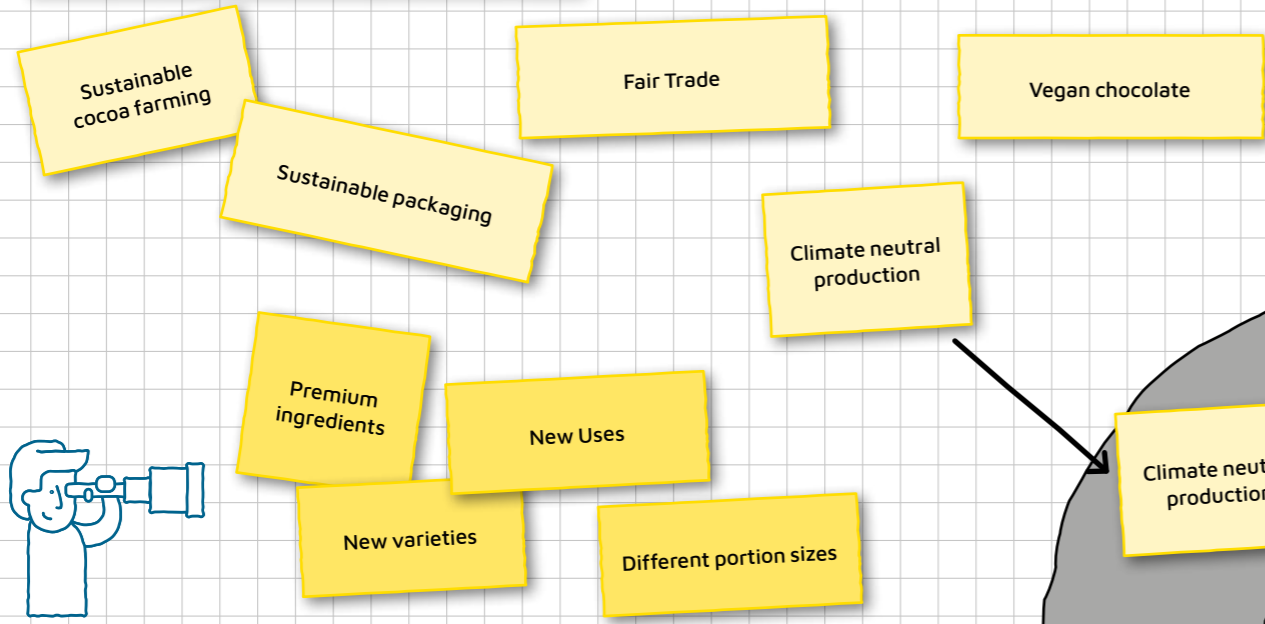 Sustainable
cocoa farming
Fair Trade
Vegan chocolate
Sustainable packaging
Climate neutral
production
Premium
ingredients
New Uses
New varieties
Different portion sizes
Climate